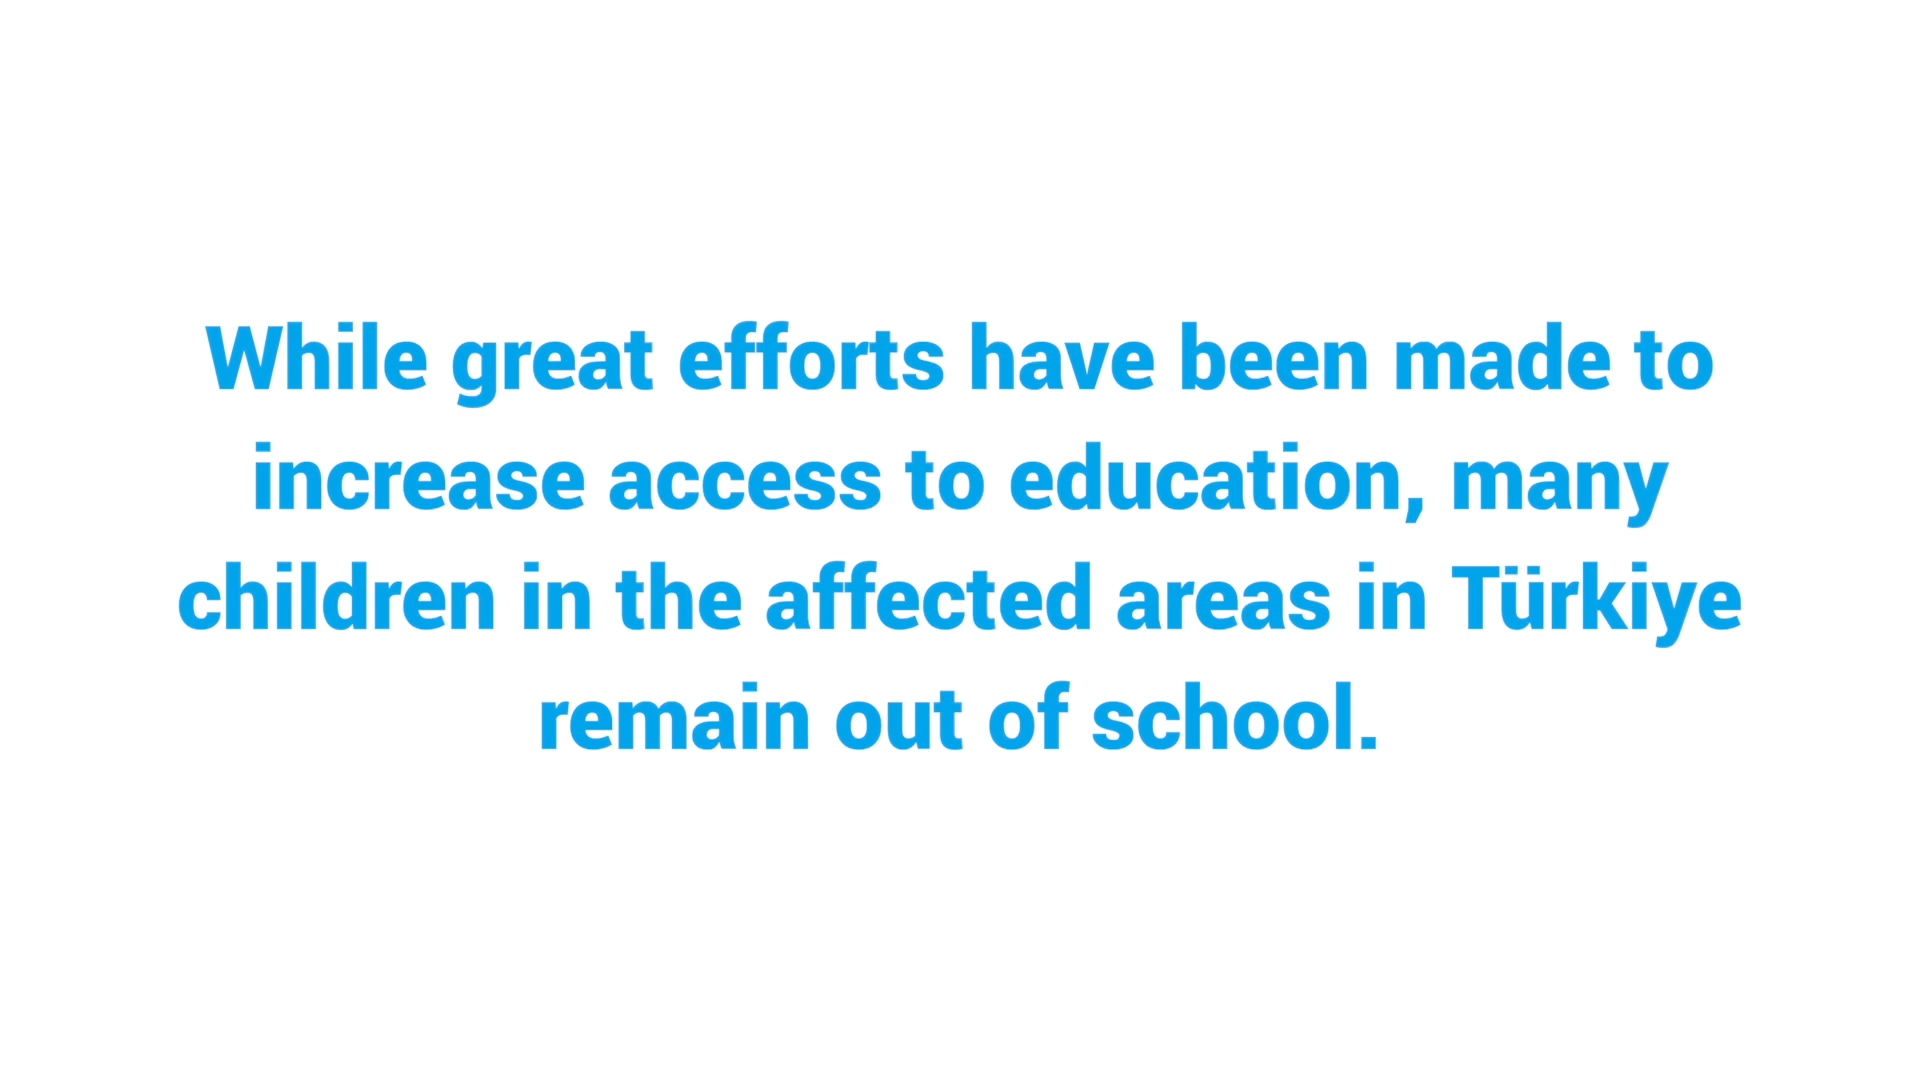 While great efforts have been made to
increase access to education, many
children in the affected areas in Türkiye
remain out of school.